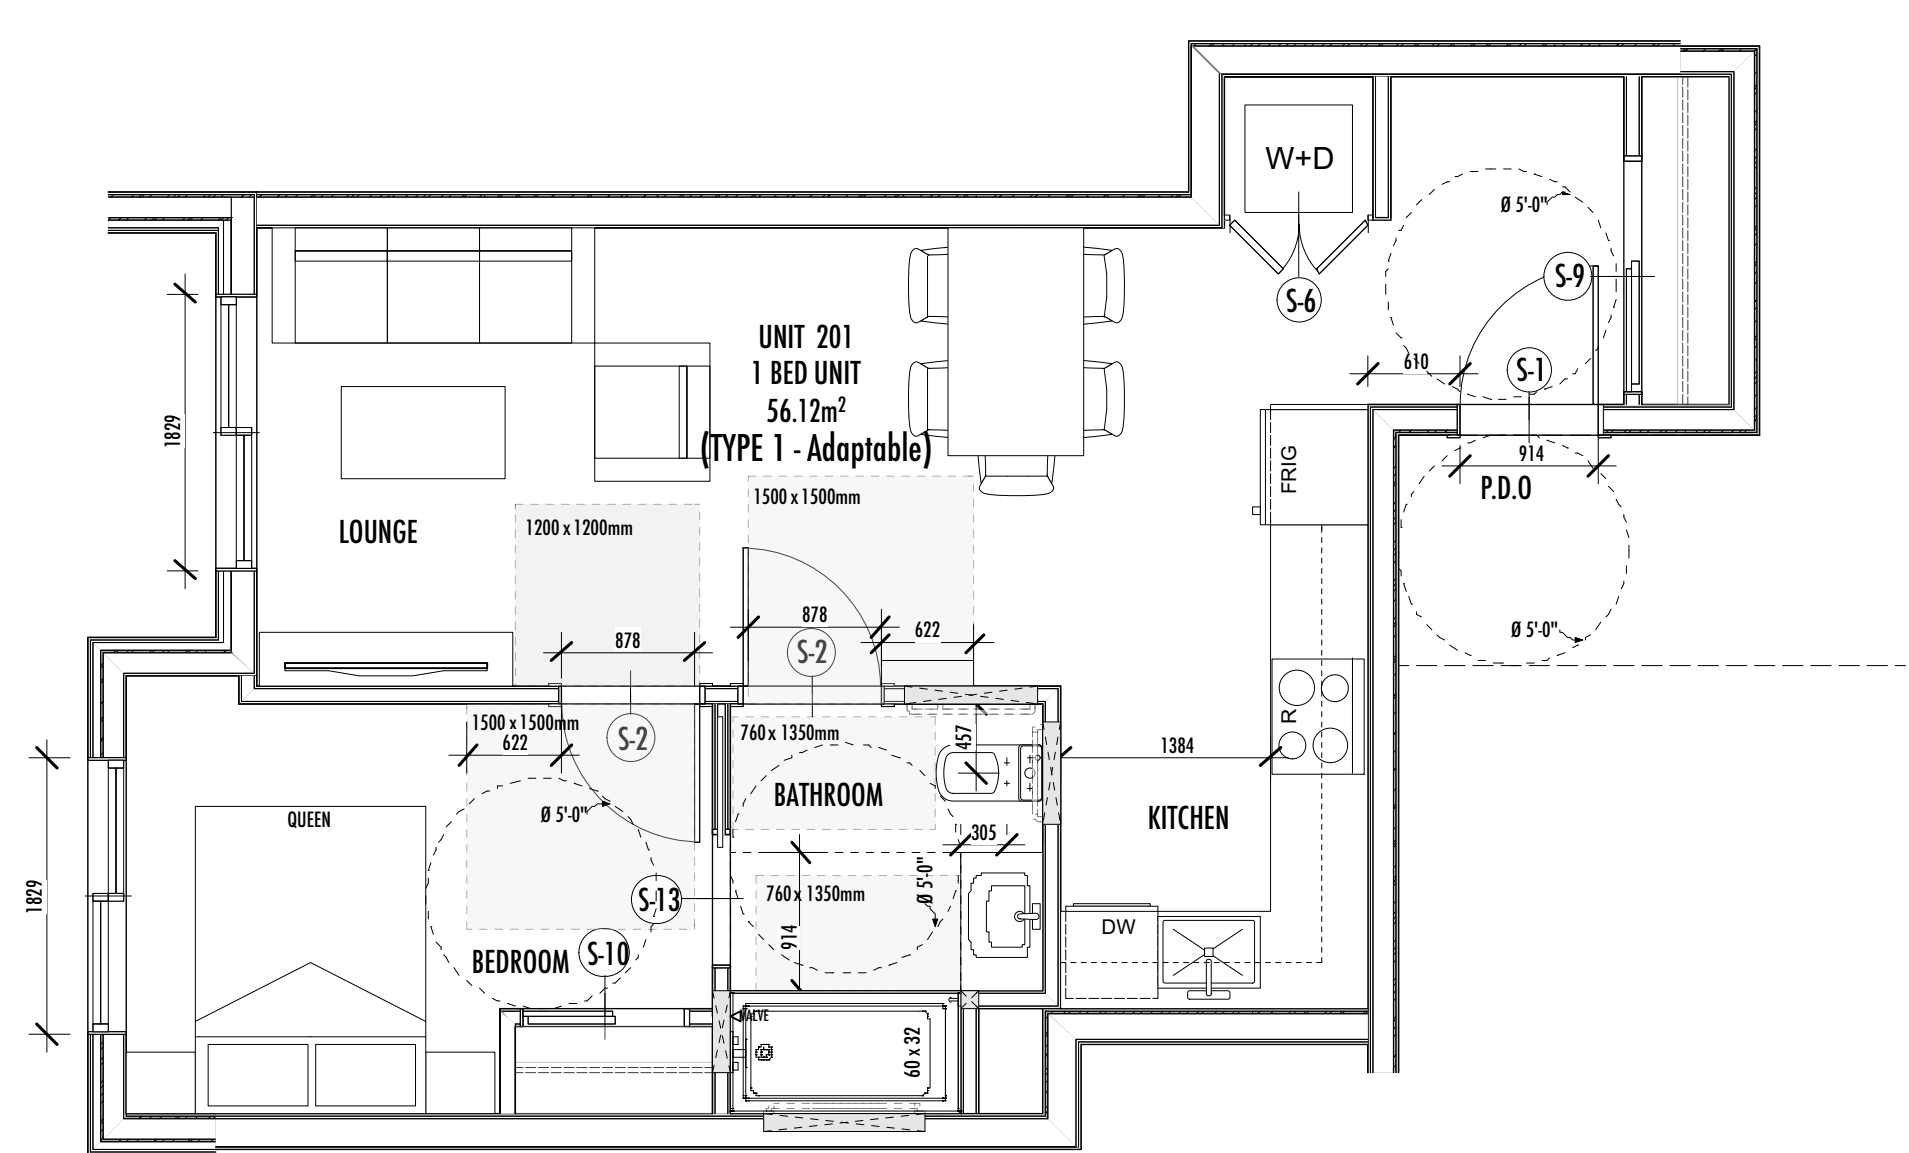 W+D
Ø 5'-0"
S-9
S-6
UNIT 201
1 BED UNIT
56.12m²
(TYPE 1 - Adaptable)
610
S-1
1829
FRIG
914
P.D.O
1500 x 1500mm
1200 x 1200mm
LOUNGE
878
S-2
622
878
Ø 5'-0"
1500 x 1500mm
622
S-2
760 x 1350mm
457
R
1384
BATHROOM
KITCHEN
QUEEN
Ø 5'-0"
305
1829
S-13
760 x 1350mm
Ø 5'-0"
914
DW
BEDROOM
S-10
VALVE
60 x 32